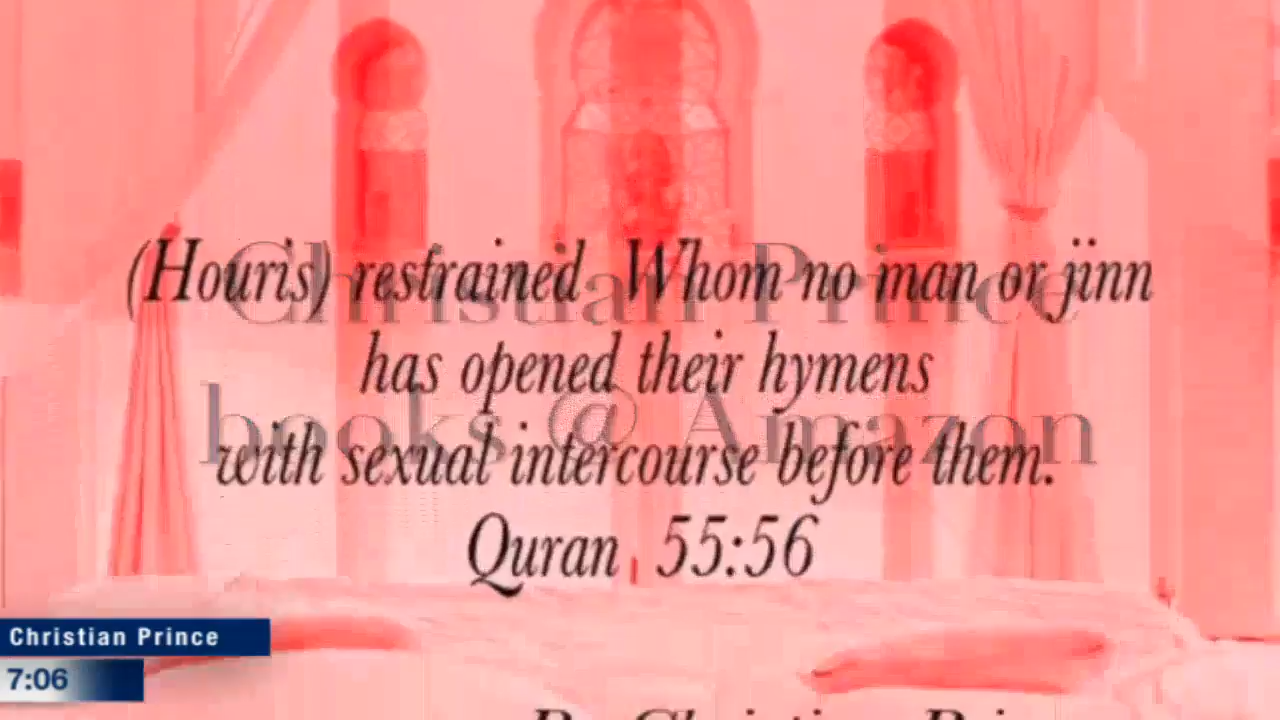 (Houris) restrained Whom no man or jinn
has opened their hymens
with sexual intercourse before them.
Quran 55:56
Christian Prince
books @ Amazon
Christian Prince
7:06